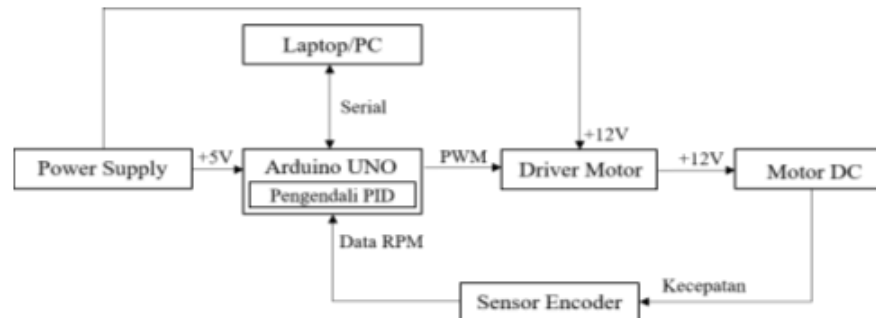 Laptop/PC
Serial
+12V
Power Supply
+5V
Arduino UNO
Pengendali PID
PWM
Driver Motor
+12V
Motor DC
Data RPM
Sensor Encoder
Kecepatan